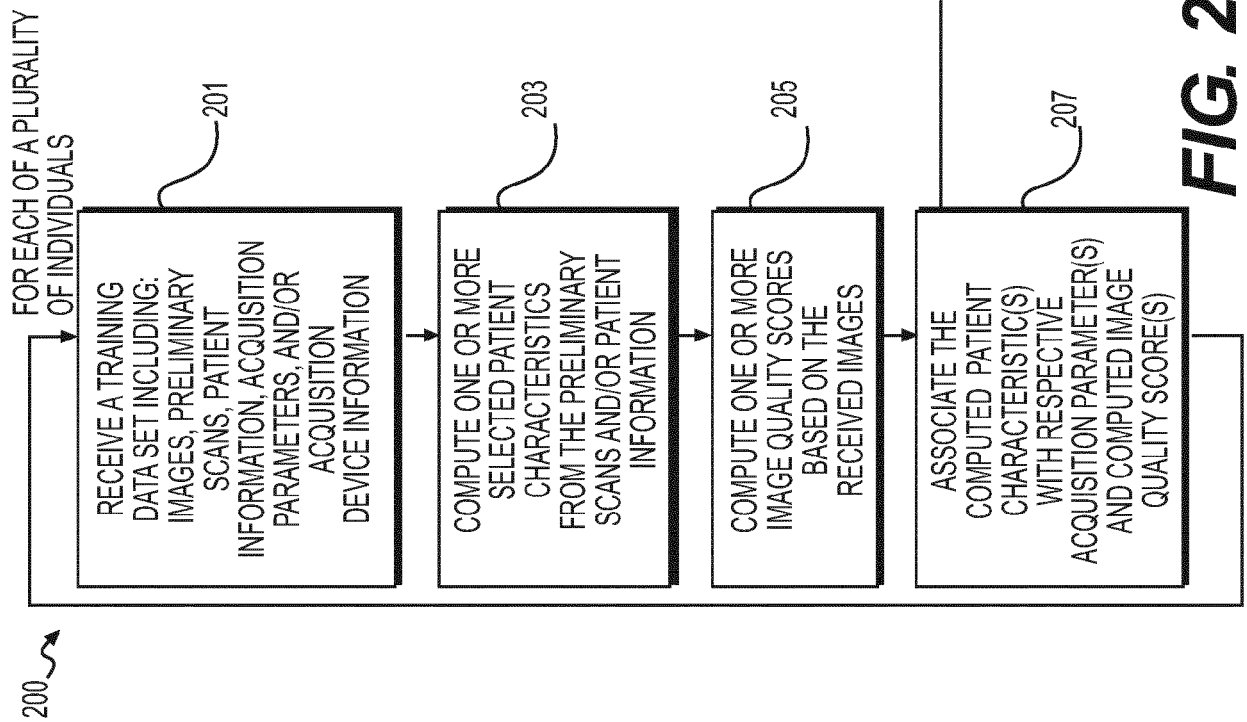 200
FOR EACH OF A PLURALITY
OF INDIVIDUALS
RECEIVE A TRAINING
DATA SET INCLUDING:
IMAGES, PRELIMINARY
SCANS, PATIENT
INFORMATION, ACQUISITION
PARAMETERS, AND/OR
ACQUISITION
DEVICE INFORMATION
201
COMPUTE ONE OR MORE
SELECTED PATIENT
CHARACTERISTICS
FROM THE PRELIMINARY
SCANS AND/OR PATIENT
INFORMATION
203
COMPUTE ONE OR MORE
IMAGE QUALITY SCORES
BASED ON THE
RECEIVED IMAGES
205
ASSOCIATE THE
COMPUTED PATIENT
CHARACTERISTIC(S)
WITH RESPECTIVE
ACQUISITION PARAMETER(S)
AND COMPUTED IMAGE
QUALITY SCORE(S)
207
FIG. 2